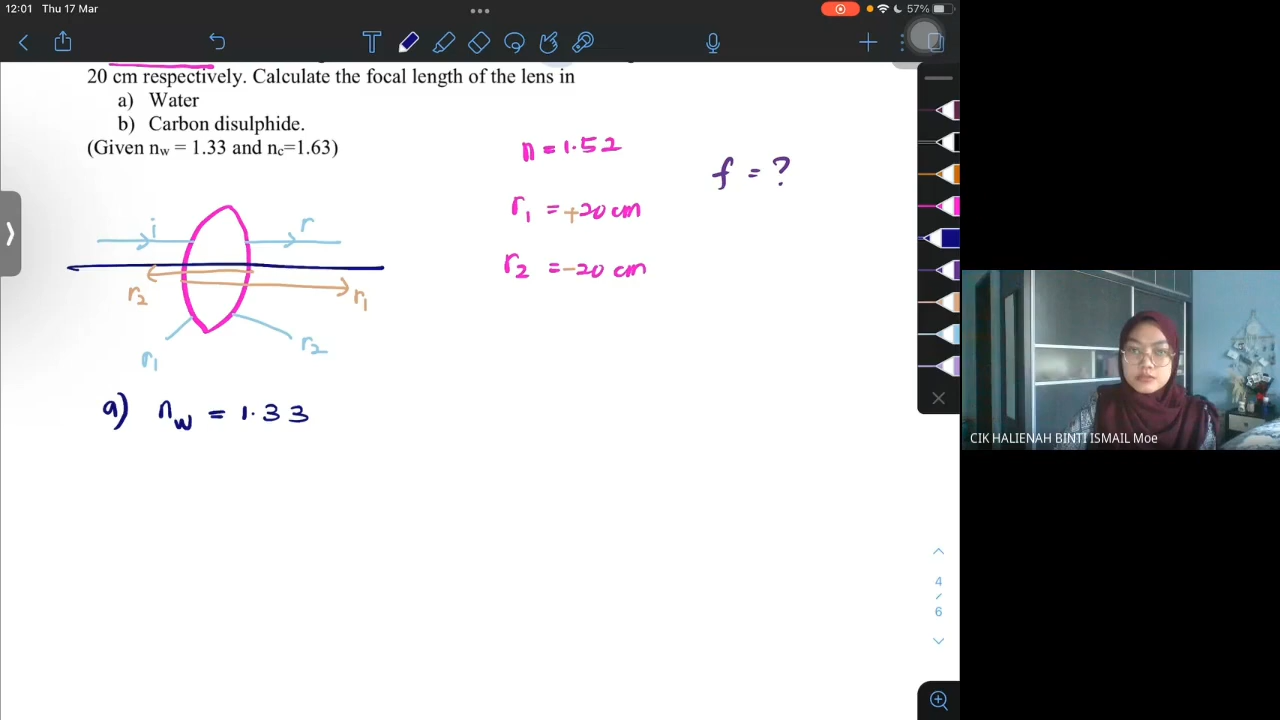 12:01 Thu 17 Mar
57%
20 cm respectively. Calculate the focal length of the lens in
a) Water
b) Carbon disulphide.
(Given nw = 1.33 and nc=1.63)
n = 1.52
f = ?
r1 = +20 cm
r2 = -20 cm
i
r
r2
r1
r1
r2
a) nw = 1.33
CIK HALIENAH BINTI ISMAIL Moe
4
/
6